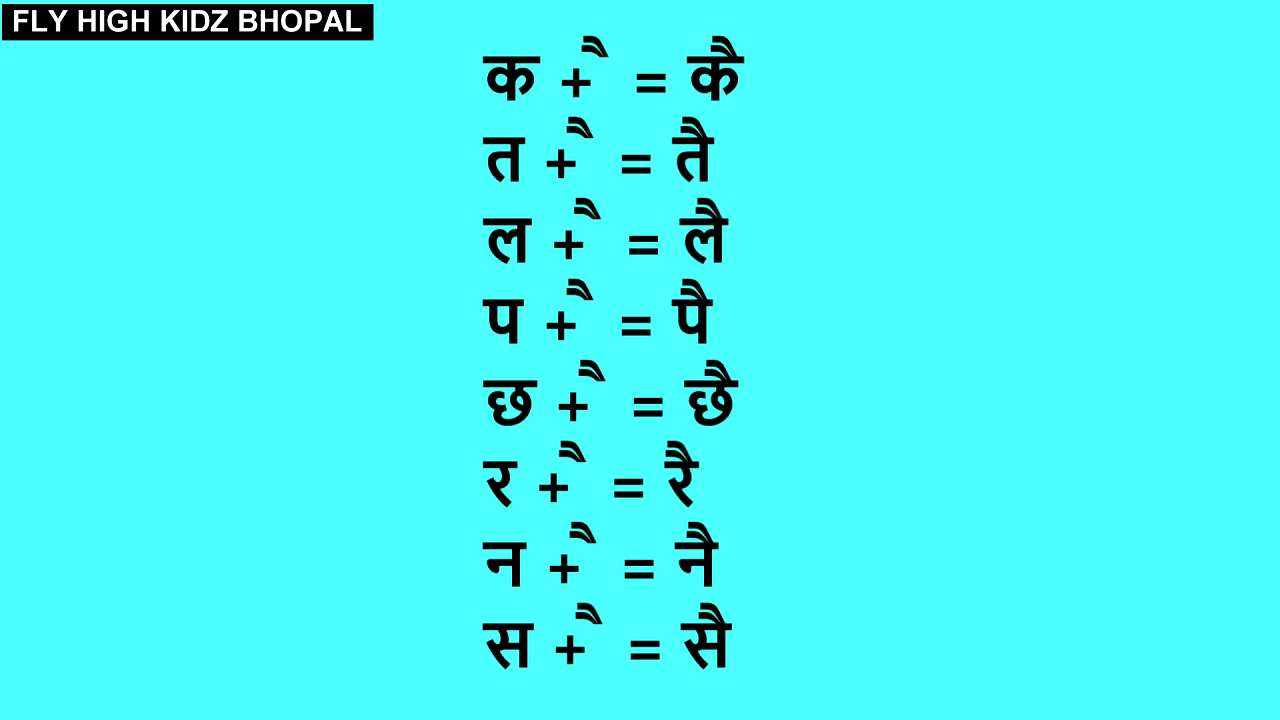 FLY HIGH KIDZ BHOPAL
क + ै = कै
त + ै = तै
ल + ै = लै
प + ै = पै
छ + ै = छै
र + ै = रै
न + ै = नै
स + ै = सै